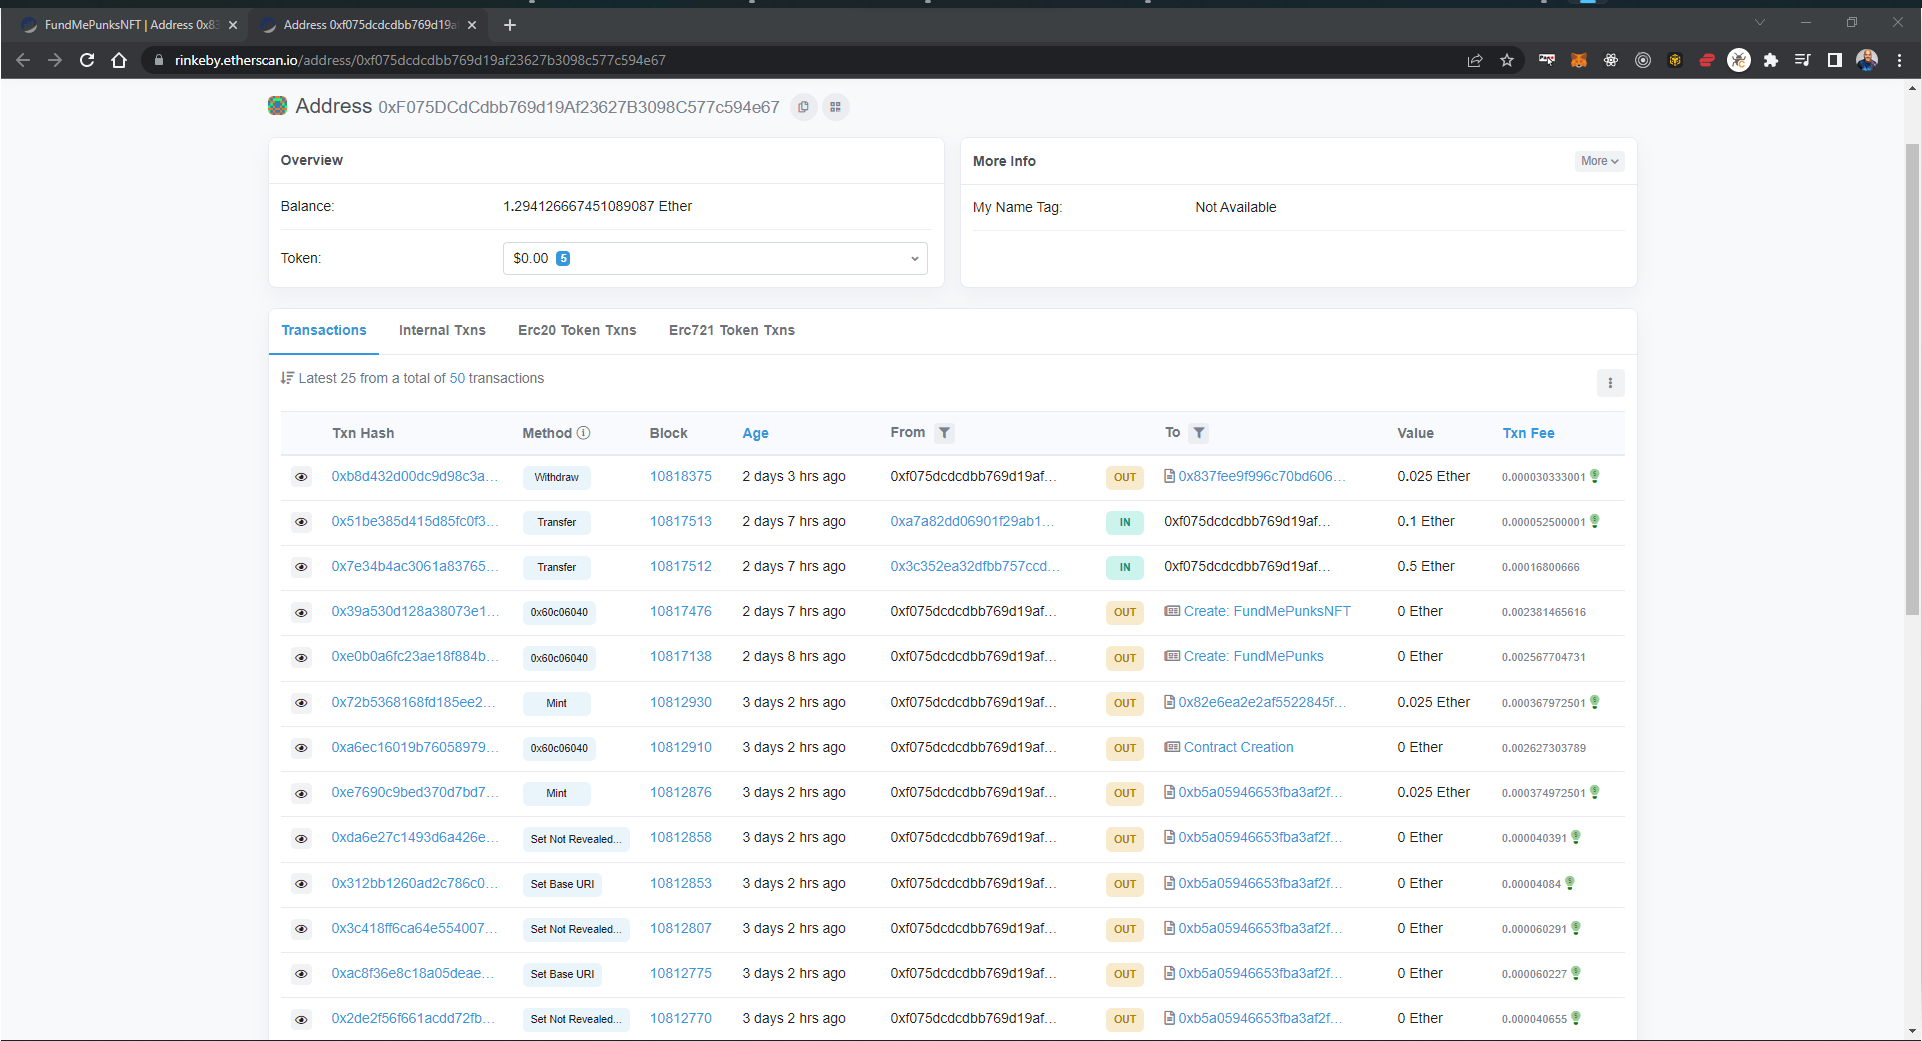 FundMePunksNFT | Address 0x83
Address 0xf075dcdcdbb769d19a
rinkeby.etherscan.io/address/0xf075dcdcdbb769d19af23627b3098c577c594e67
Address 0xF075DCdCdbb769d19Af23627B3098C577c594e67
Overview
Balance: 1.294126667451089087 Ether
Token: $0.00 5
More Info More
My Name Tag: Not Available
Transactions Internal Txns Erc20 Token Txns Erc721 Token Txns
Latest 25 from a total of 50 transactions
Txn Hash Method Block Age From To Value Txn Fee
0xb8d432d00dc9d98c3a... Withdraw 10818375 2 days 3 hrs ago 0xf075dcdcdbb769d19af... OUT 0x837fee9f996c70bd606... 0.025 Ether 0.000030333001
0x51be385d415d85fc0f3... Transfer 10817513 2 days 7 hrs ago 0xa7a82dd06901f29ab1... IN 0xf075dcdcdbb769d19af... 0.1 Ether 0.000052500001
0x7e34b4ac3061a83765... Transfer 10817512 2 days 7 hrs ago 0x3c352ea32dfbb757ccd... IN 0xf075dcdcdbb769d19af... 0.5 Ether 0.00016800666
0x39a530d128a38073e1... 0x60c06040 10817476 2 days 7 hrs ago 0xf075dcdcdbb769d19af... OUT Create: FundMePunksNFT 0 Ether 0.002381465616
0xe0b0a6fc23ae18f884b... 0x60c06040 10817138 2 days 8 hrs ago 0xf075dcdcdbb769d19af... OUT Create: FundMePunks 0 Ether 0.002567704731
0x72b5368168fd185ee2... Mint 10812930 3 days 2 hrs ago 0xf075dcdcdbb769d19af... OUT 0x82e6ea2e2af5522845f... 0.025 Ether 0.000367972501
0xa6ec16019b76058979... 0x60c06040 10812910 3 days 2 hrs ago 0xf075dcdcdbb769d19af... OUT Contract Creation 0 Ether 0.002627303789
0xe7690c9bed370d7bd7... Mint 10812876 3 days 2 hrs ago 0xf075dcdcdbb769d19af... OUT 0xb5a05946653fba3af2f... 0.025 Ether 0.000374972501
0xda6e27c1493d6a426e... Set Not Revealed... 10812858 3 days 2 hrs ago 0xf075dcdcdbb769d19af... OUT 0xb5a05946653fba3af2f... 0 Ether 0.000040391
0x312bb1260ad2c786c0... Set Base URI 10812853 3 days 2 hrs ago 0xf075dcdcdbb769d19af... OUT 0xb5a05946653fba3af2f... 0 Ether 0.00004084
0x3c418ff6ca64e554007... Set Not Revealed... 10812807 3 days 2 hrs ago 0xf075dcdcdbb769d19af... OUT 0xb5a05946653fba3af2f... 0 Ether 0.000060291
0xac8f36e8c18a05deae... Set Base URI 10812775 3 days 2 hrs ago 0xf075dcdcdbb769d19af... OUT 0xb5a05946653fba3af2f... 0 Ether 0.000060227
0x2de2f56f661acdd72fb... Set Not Revealed... 10812770 3 days 2 hrs ago 0xf075dcdcdbb769d19af... OUT 0xb5a05946653fba3af2f... 0 Ether 0.000040655